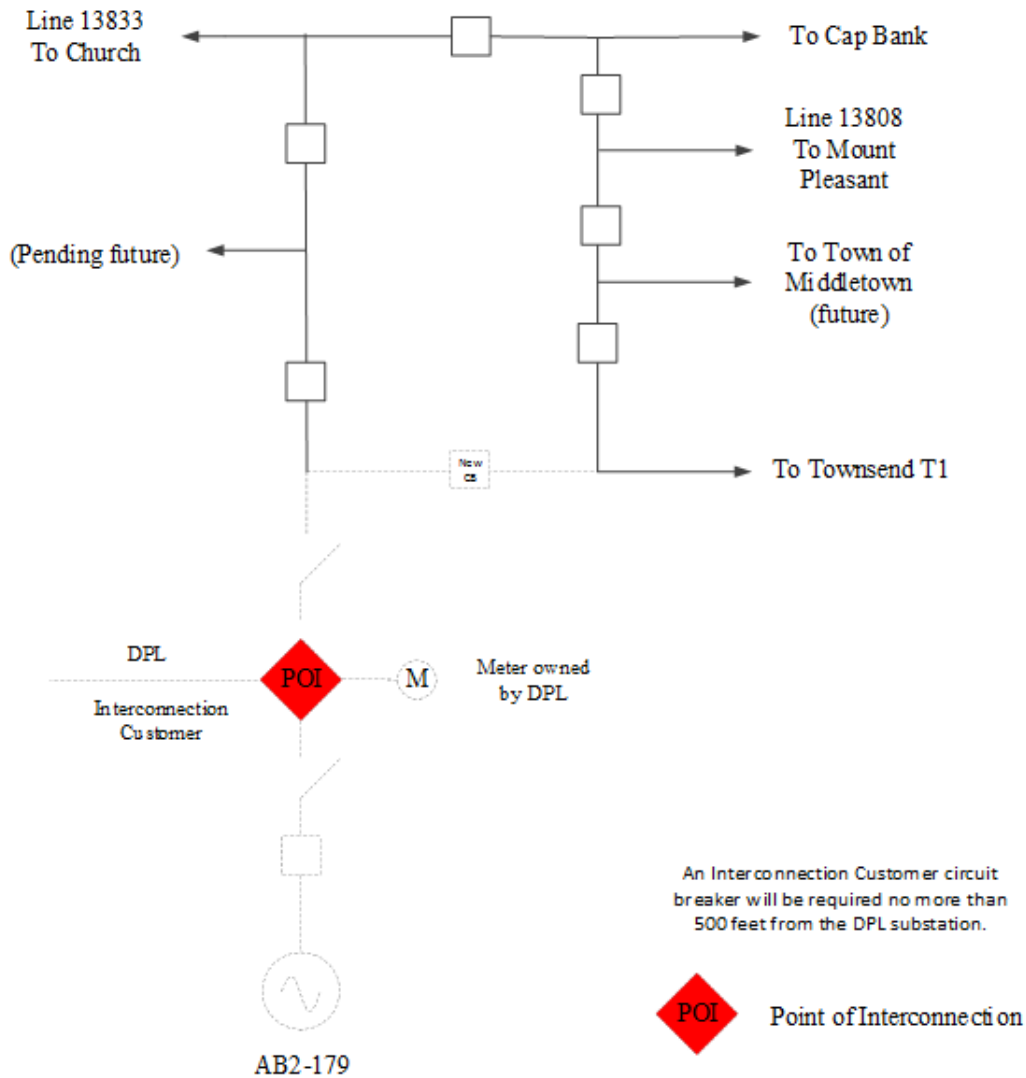 Line 13833
To Church
To Cap Bank
Line 13808
To Mount
Pleasant
(Pending future)
To Town of
Middletown
(future)
New
CB
To Townsend T1
DPL
POI
M
Meter owned
by DPL
Interconnection
Customer
An Interconnection Customer circuit
breaker will be required no more than
500 feet from the DPL substation.
POI
Point of Interconnection
AB2-179